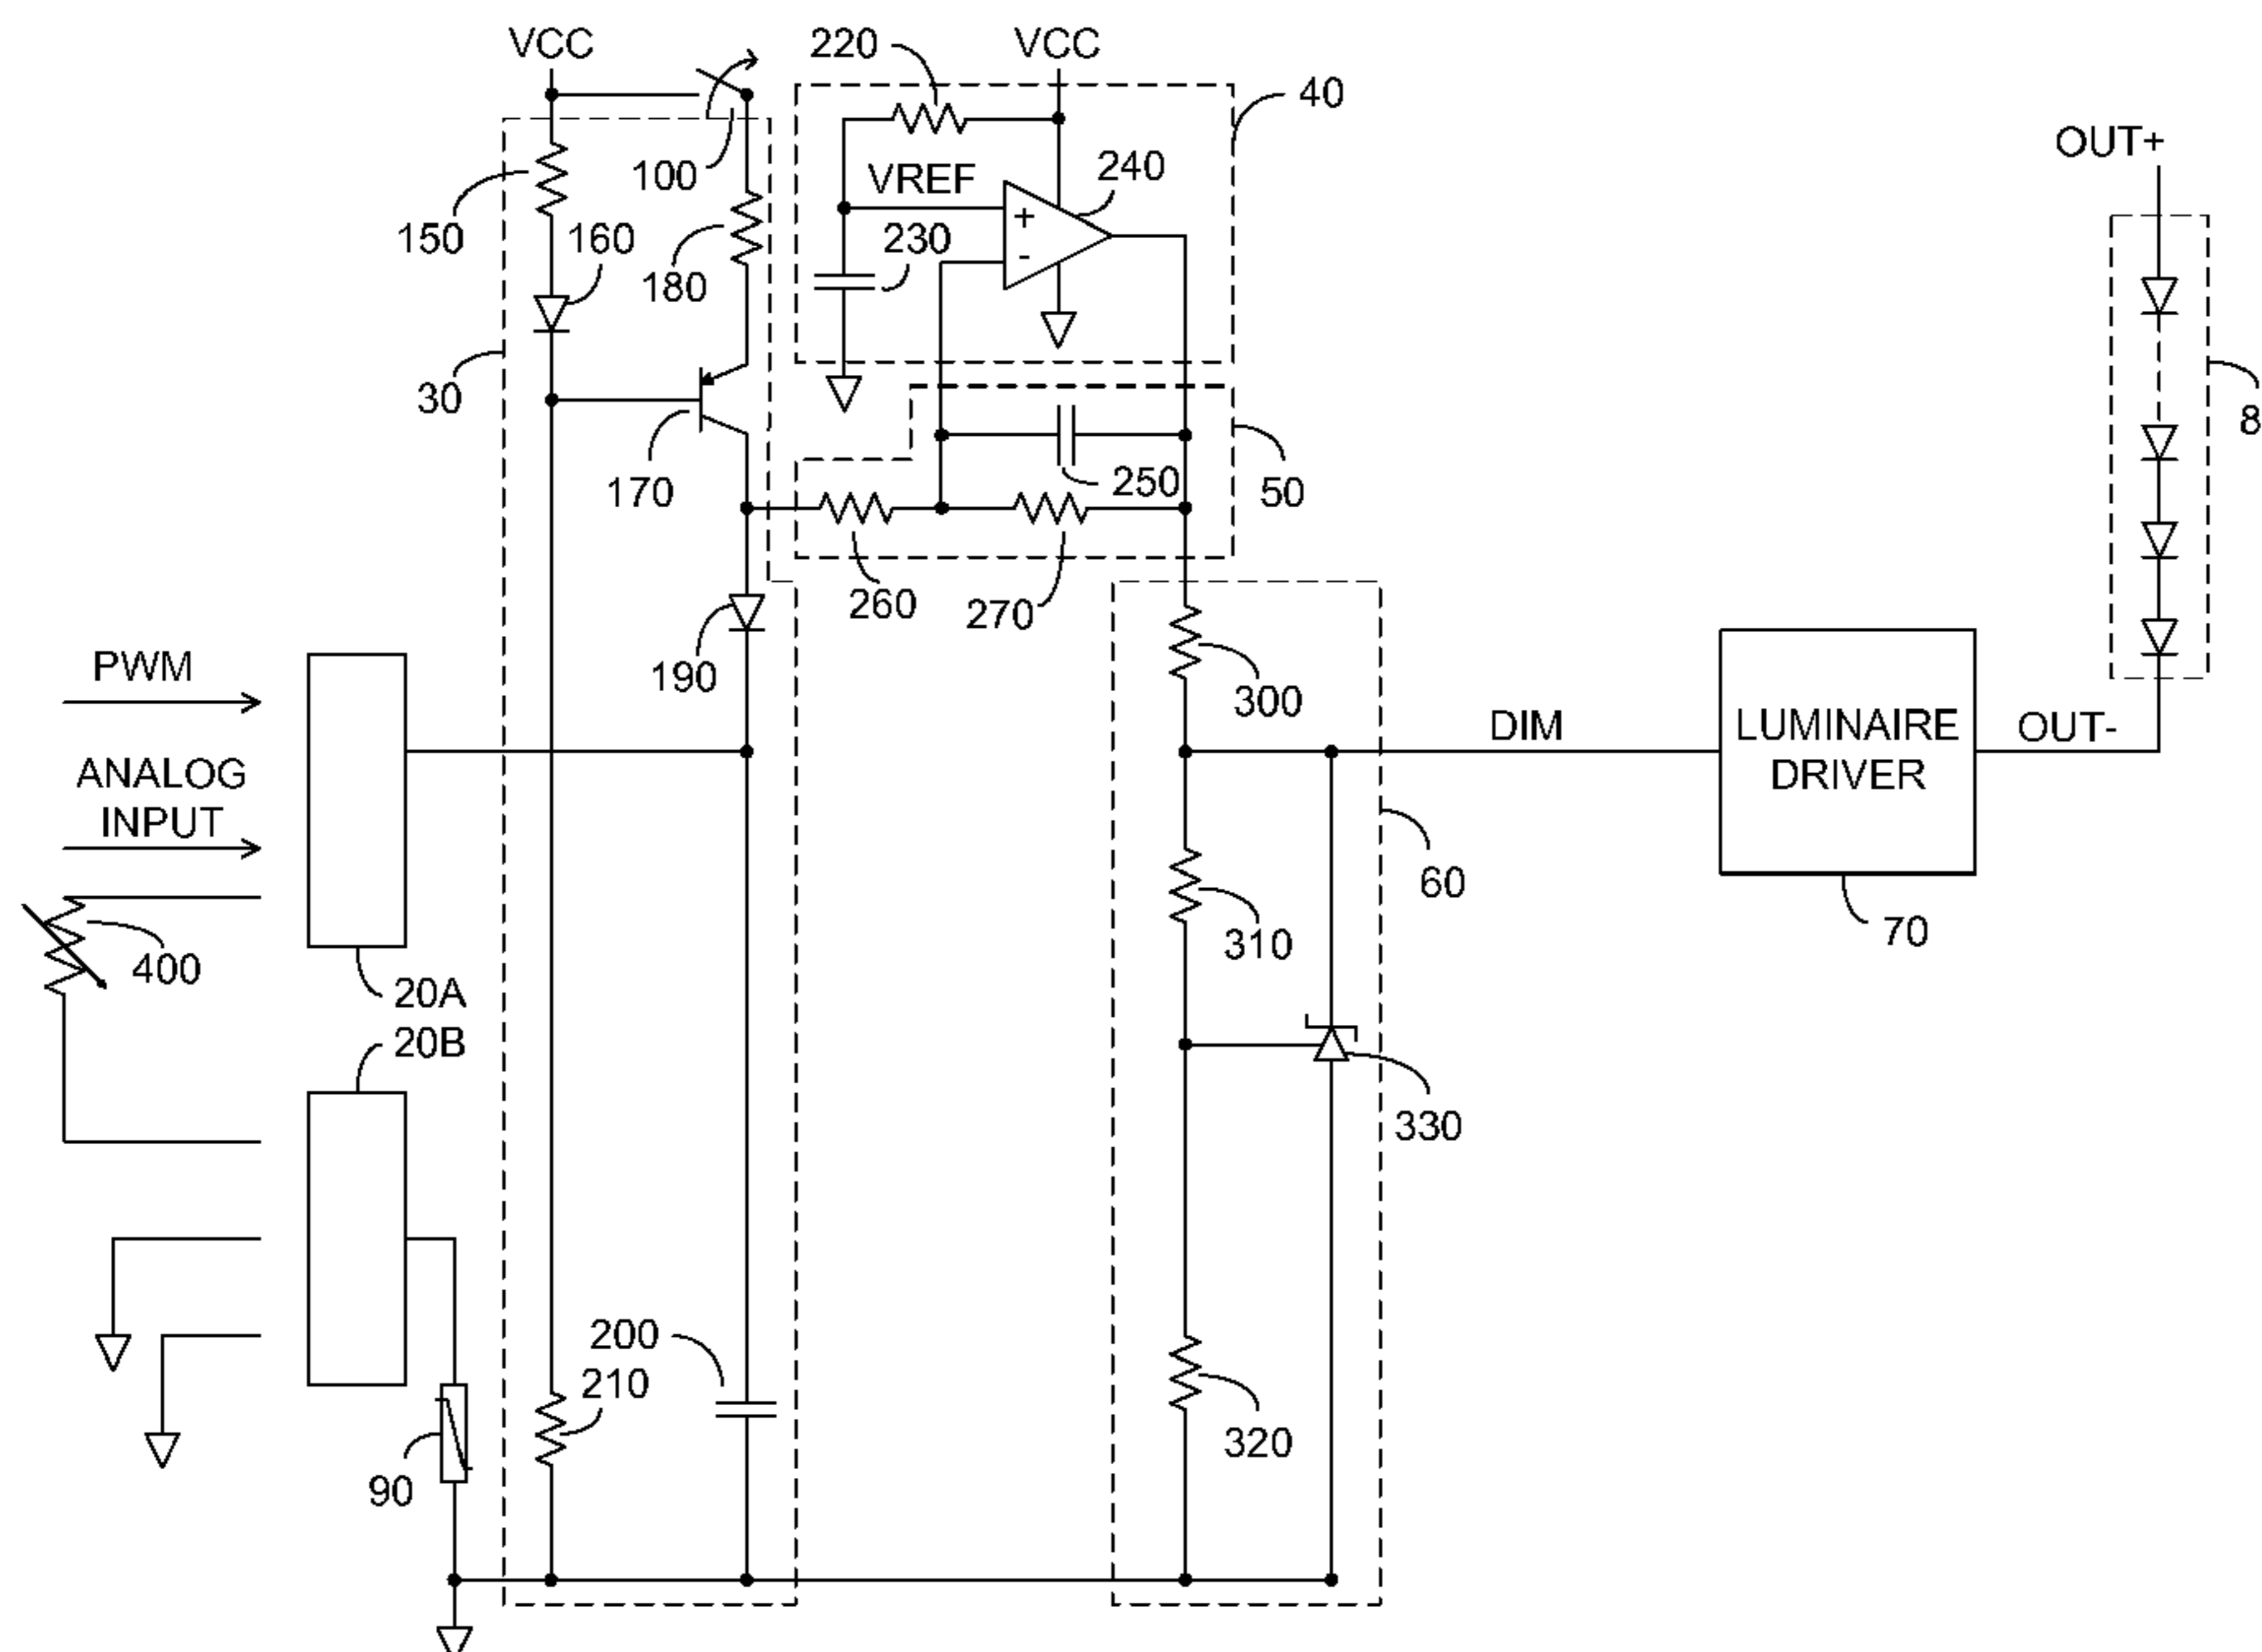 VCC
220
VCC
40
OUT+
100
VREF
240
150
160
230
180
30
8
170
250
50
260
270
190
PWM
300
DIM
LUMINAIRE
DRIVER
OUT-
ANALOG
INPUT
60
310
70
400
20A
20B
330
200
210
320
90
+
-